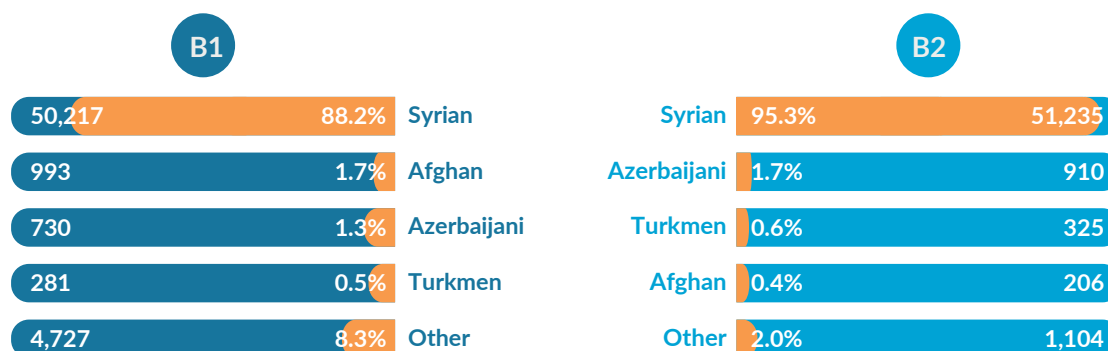 B1
50,217 88.2% Syrian
993 1.7% Afghan
730 1.3% Azerbaijani
281 0.5% Turkmen
4,727 8.3% Other
B2
Syrian 95.3% 51,235
Azerbaijani 1.7% 910
Turkmen 0.6% 325
Afghan 0.4% 206
Other 2.0% 1,104